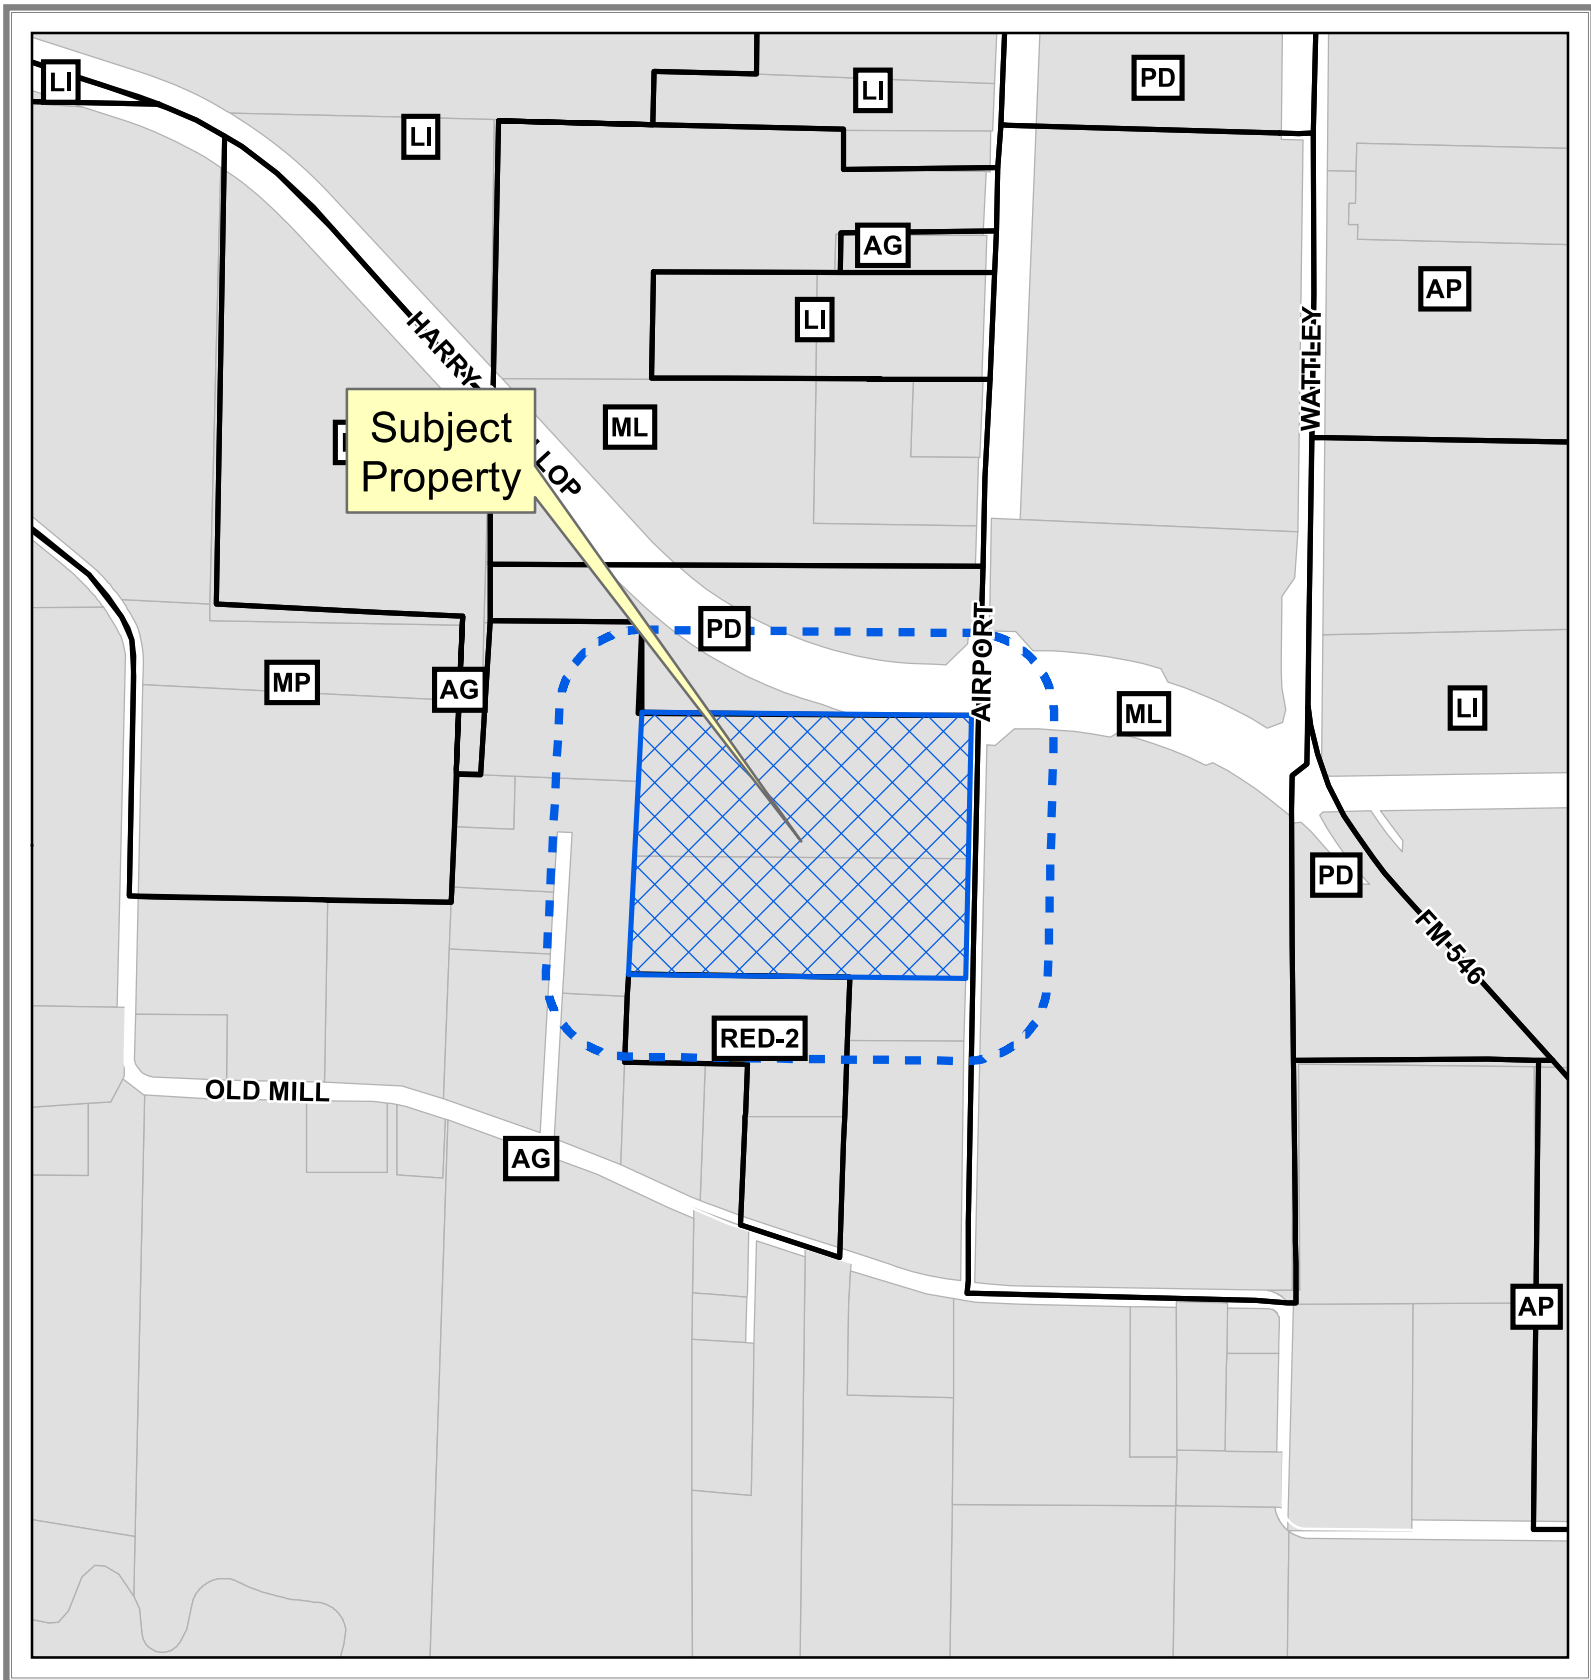 LI
PD
LI
LI
AG
AP
LI
WATTLEY
HARRY
LOP
Subject
Property
ML
PD
AIRPORT
MP
AG
ML
LI
PD
FM-546
RED-2
OLD MILL
AG
AP